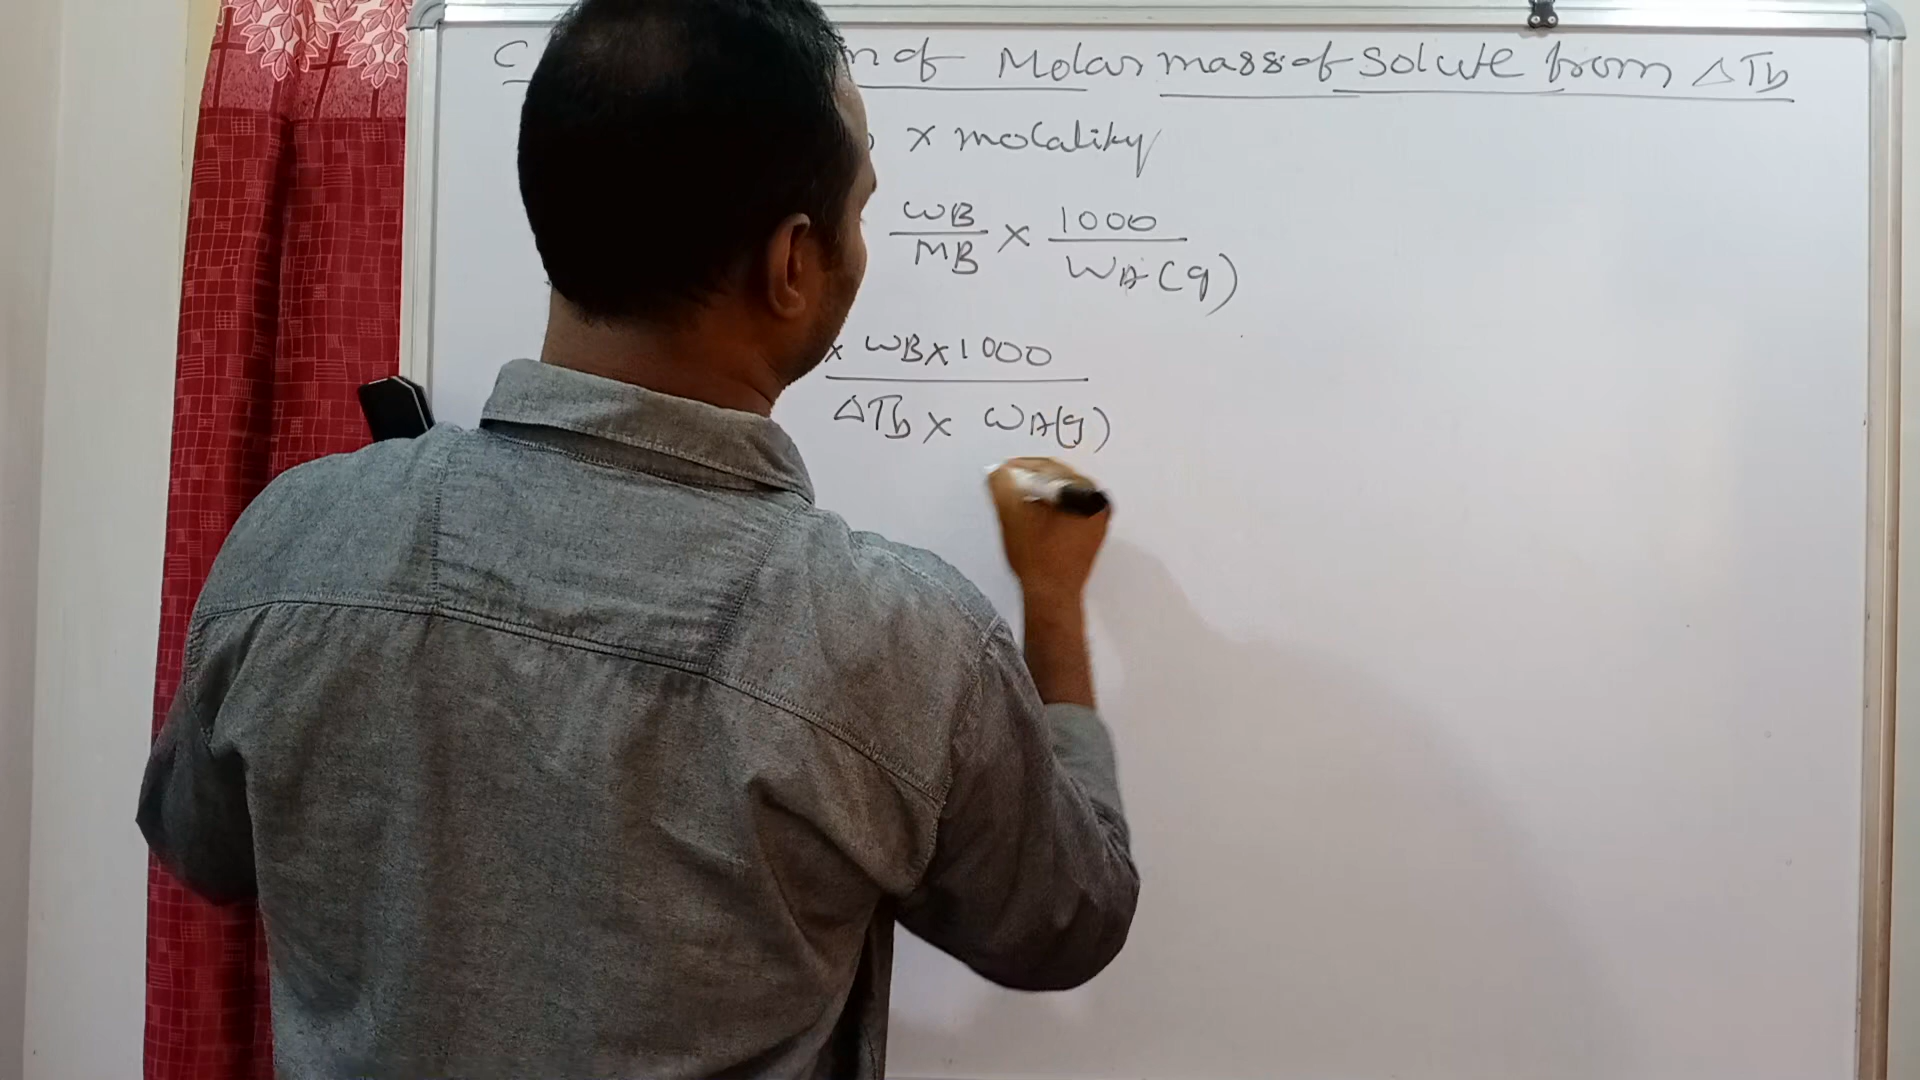 of Molar mass of solute from ΔTb
× molality
WB/MB × 1000/WA(g)
× WB × 1000
ΔTb × WA(g)